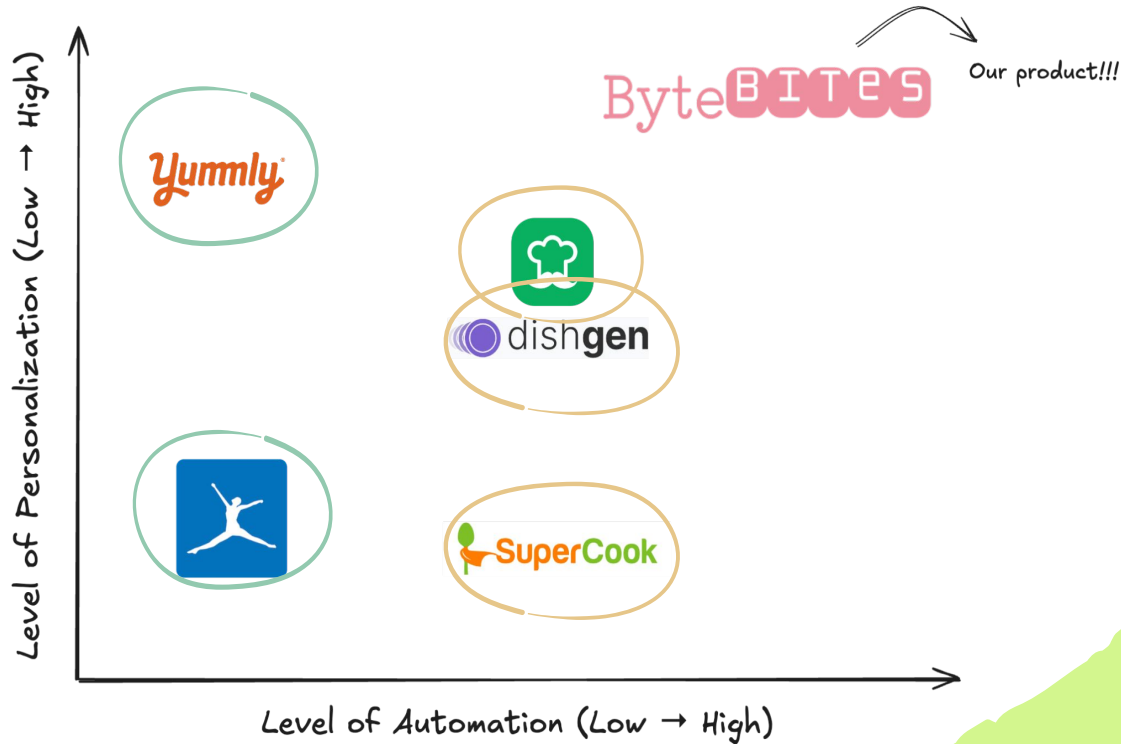 Our product!!!
ByteBITeS
Yummly®
dishgen
SuperCook
Level of Personalization (Low → High)
Level of Automation (Low → High)